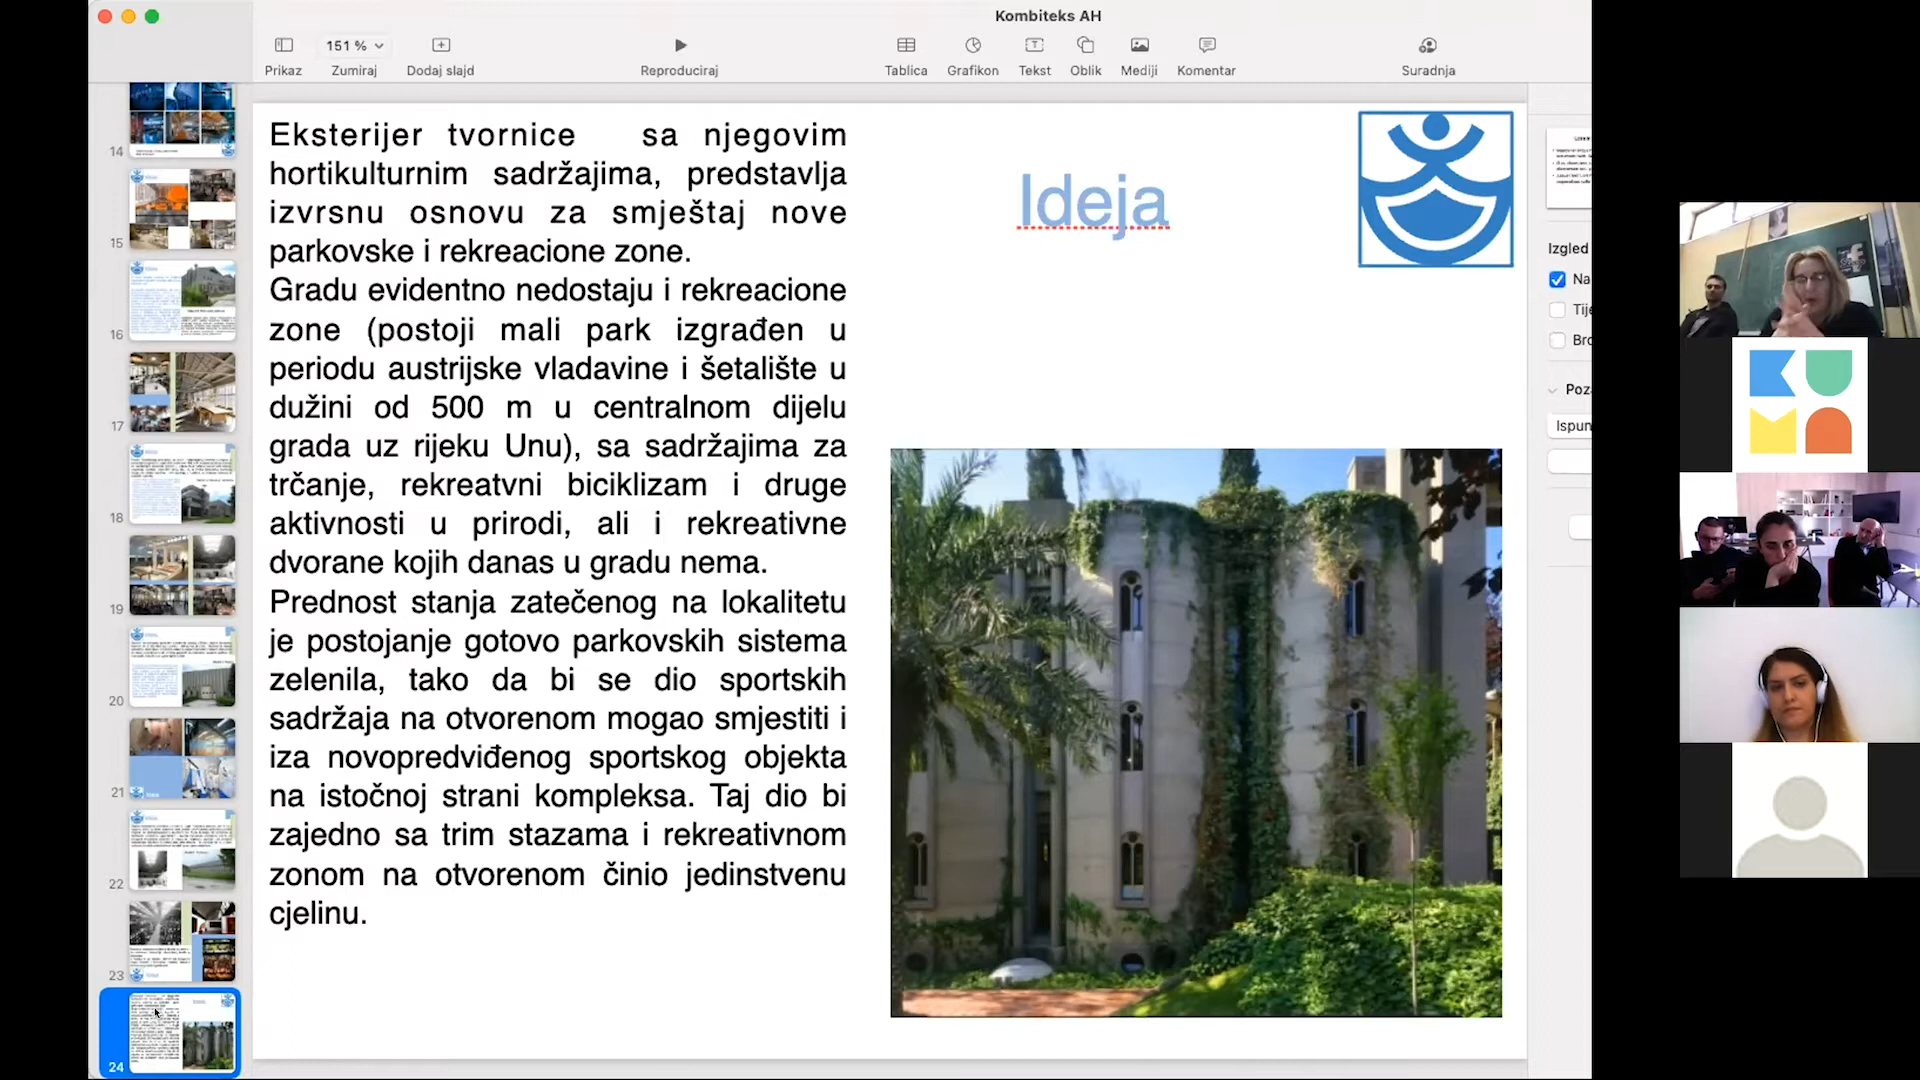 Kombiteks AH
151 %
Prikaz
Zumiraj
Dodaj slajd
Reproduciraj
Tablica
Grafikon
Tekst
Oblik
Mediji
Komentar
Suradnja
14
15
16
17
18
19
20
21
22
23
24
Eksterijer tvornice sa njegovim
hortikulturnim sadržajima, predstavlja
izvrsnu osnovu za smještaj nove
parkovske i rekreacione zone.
Gradu evidentno nedostaju i rekreacione
zone (postoji mali park izgrađen u
periodu austrijske vladavine i šetalište u
dužini od 500 m u centralnom dijelu
grada uz rijeku Unu), sa sadržajima za
trčanje, rekreatvni biciklizam i druge
aktivnosti u prirodi, ali i rekreativne
dvorane kojih danas u gradu nema.
Prednost stanja zatečenog na lokalitetu
je postojanje gotovo parkovskih sistema
zelenila, tako da bi se dio sportskih
sadržaja na otvorenom mogao smjestiti i
iza novopredviđenog sportskog objekta
na istočnoj strani kompleksa. Taj dio bi
zajedno sa trim stazama i rekreativnom
zonom na otvorenom činio jedinstvenu
cjelinu.
Ideja
Izgled
Na
Tije
Bro
Poza
Ispun